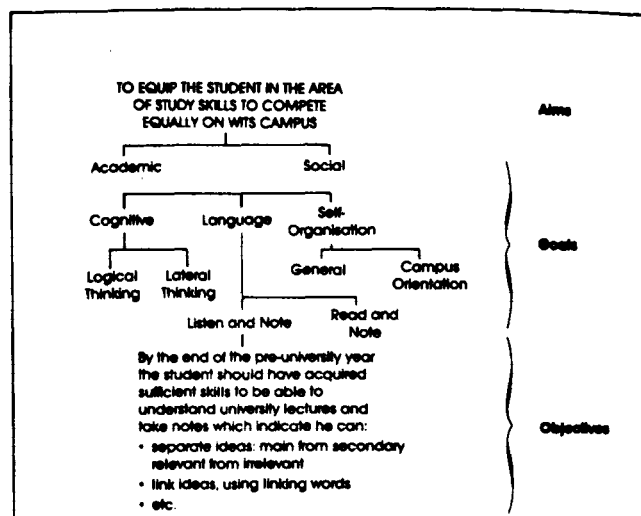 TO EQUIP THE STUDENT IN THE AREA
OF STUDY SKILLS TO COMPETE
EQUALLY ON WITS CAMPUS
Aims
Academic Social
Cognitive Language Self-
Organisation
Goals
General Campus
Orientation
Logical Lateral
Thinking Thinking
Listen and Note Read and
Note
By the end of the pre-university year
the student should have acquired
sufficient skills to be able to
understand university lectures and
take notes which indicate he can:
• separate ideas: main from secondary
relevant from irrelevant
• link ideas, using linking words
• etc.
Objectives